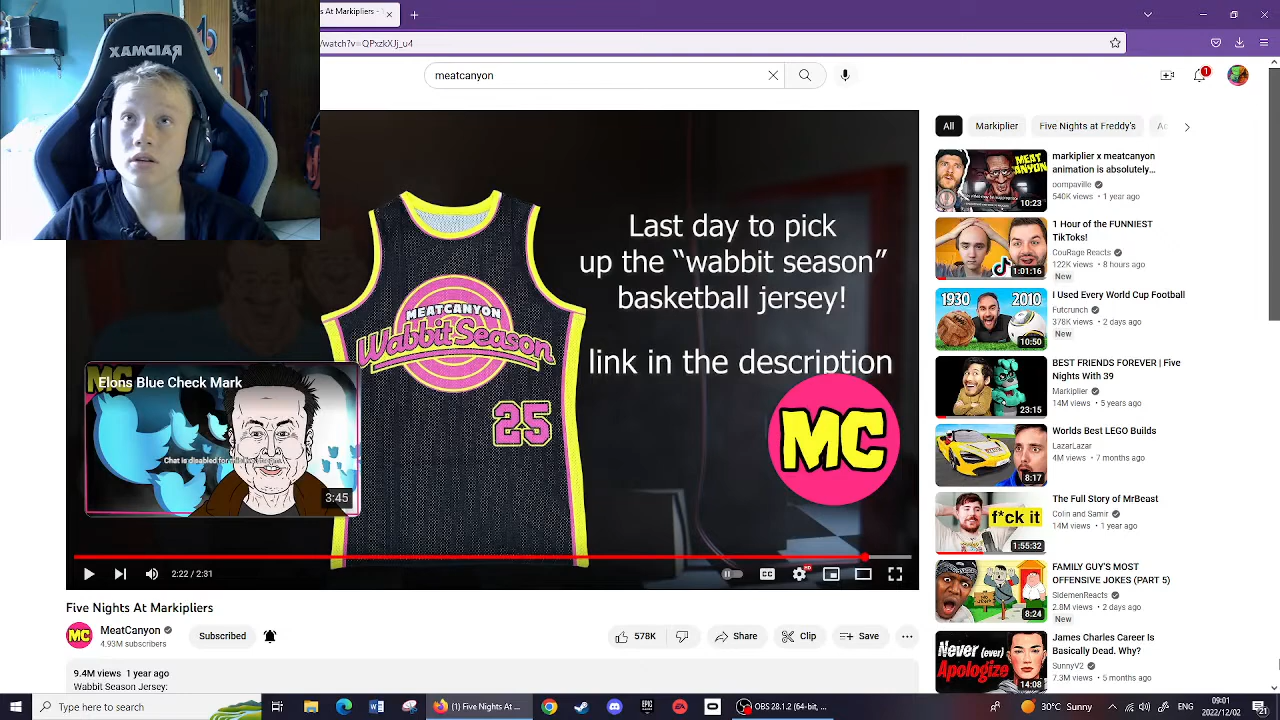 s At Markipliers -
/watch?v=QPxzkXJj_u4
RAIDMAX
meatcanyon
Last day to pick
up the “wabbit season”
basketball jersey!
link in the description
MEATCANYON
Wabbit Season
25
MC
MC
Elons Blue Check Mark
3:45
2:22 / 2:31
CC
HD
Five Nights At Markipliers
MC
MeatCanyon
4.93M subscribers
Subscribed
578K
Share
Clip
Save
9.4M views 1 year ago
Wabbit Season Jersey:
1
All
Markiplier
Five Nights at Freddy's
MEAT
CANYON
10:23
markiplier x meatcanyon
animation is absolutely...
pompaville
540K views • 1 year ago
1:01:16
1 Hour of the FUNNIEST
TikToks!
CouRage Reacts
122K views • 8 hours ago
New
1930
2010
10:50
I Used Every World Cup Football
Futcrunch
378K views • 2 days ago
New
23:15
BEST FRIENDS FOREVER | Five
Nights With 39
Markiplier
14M views • 5 years ago
8:17
Worlds Best LEGO Builds
LazarLazar
4M views • 7 months ago
f*ck it
1:55:32
The Full Story of MrBeast
Colin and Samir
14M views • 1 year ago
8:24
FAMILY GUY'S MOST
OFFENSIVE JOKES (PART 5)
SidemenReacts
2.8M views • 2 days ago
New
Never (ever)
Apologize
14:08
James Charles Career Is
Basically Dead. Why?
SunnyV2
7.3M views • 5 months ago
Type here to search
(1) Five Nights At ...
OBS 28.1.2 (64-bit, ...
30°C Sunny
09:01
2022/12/02